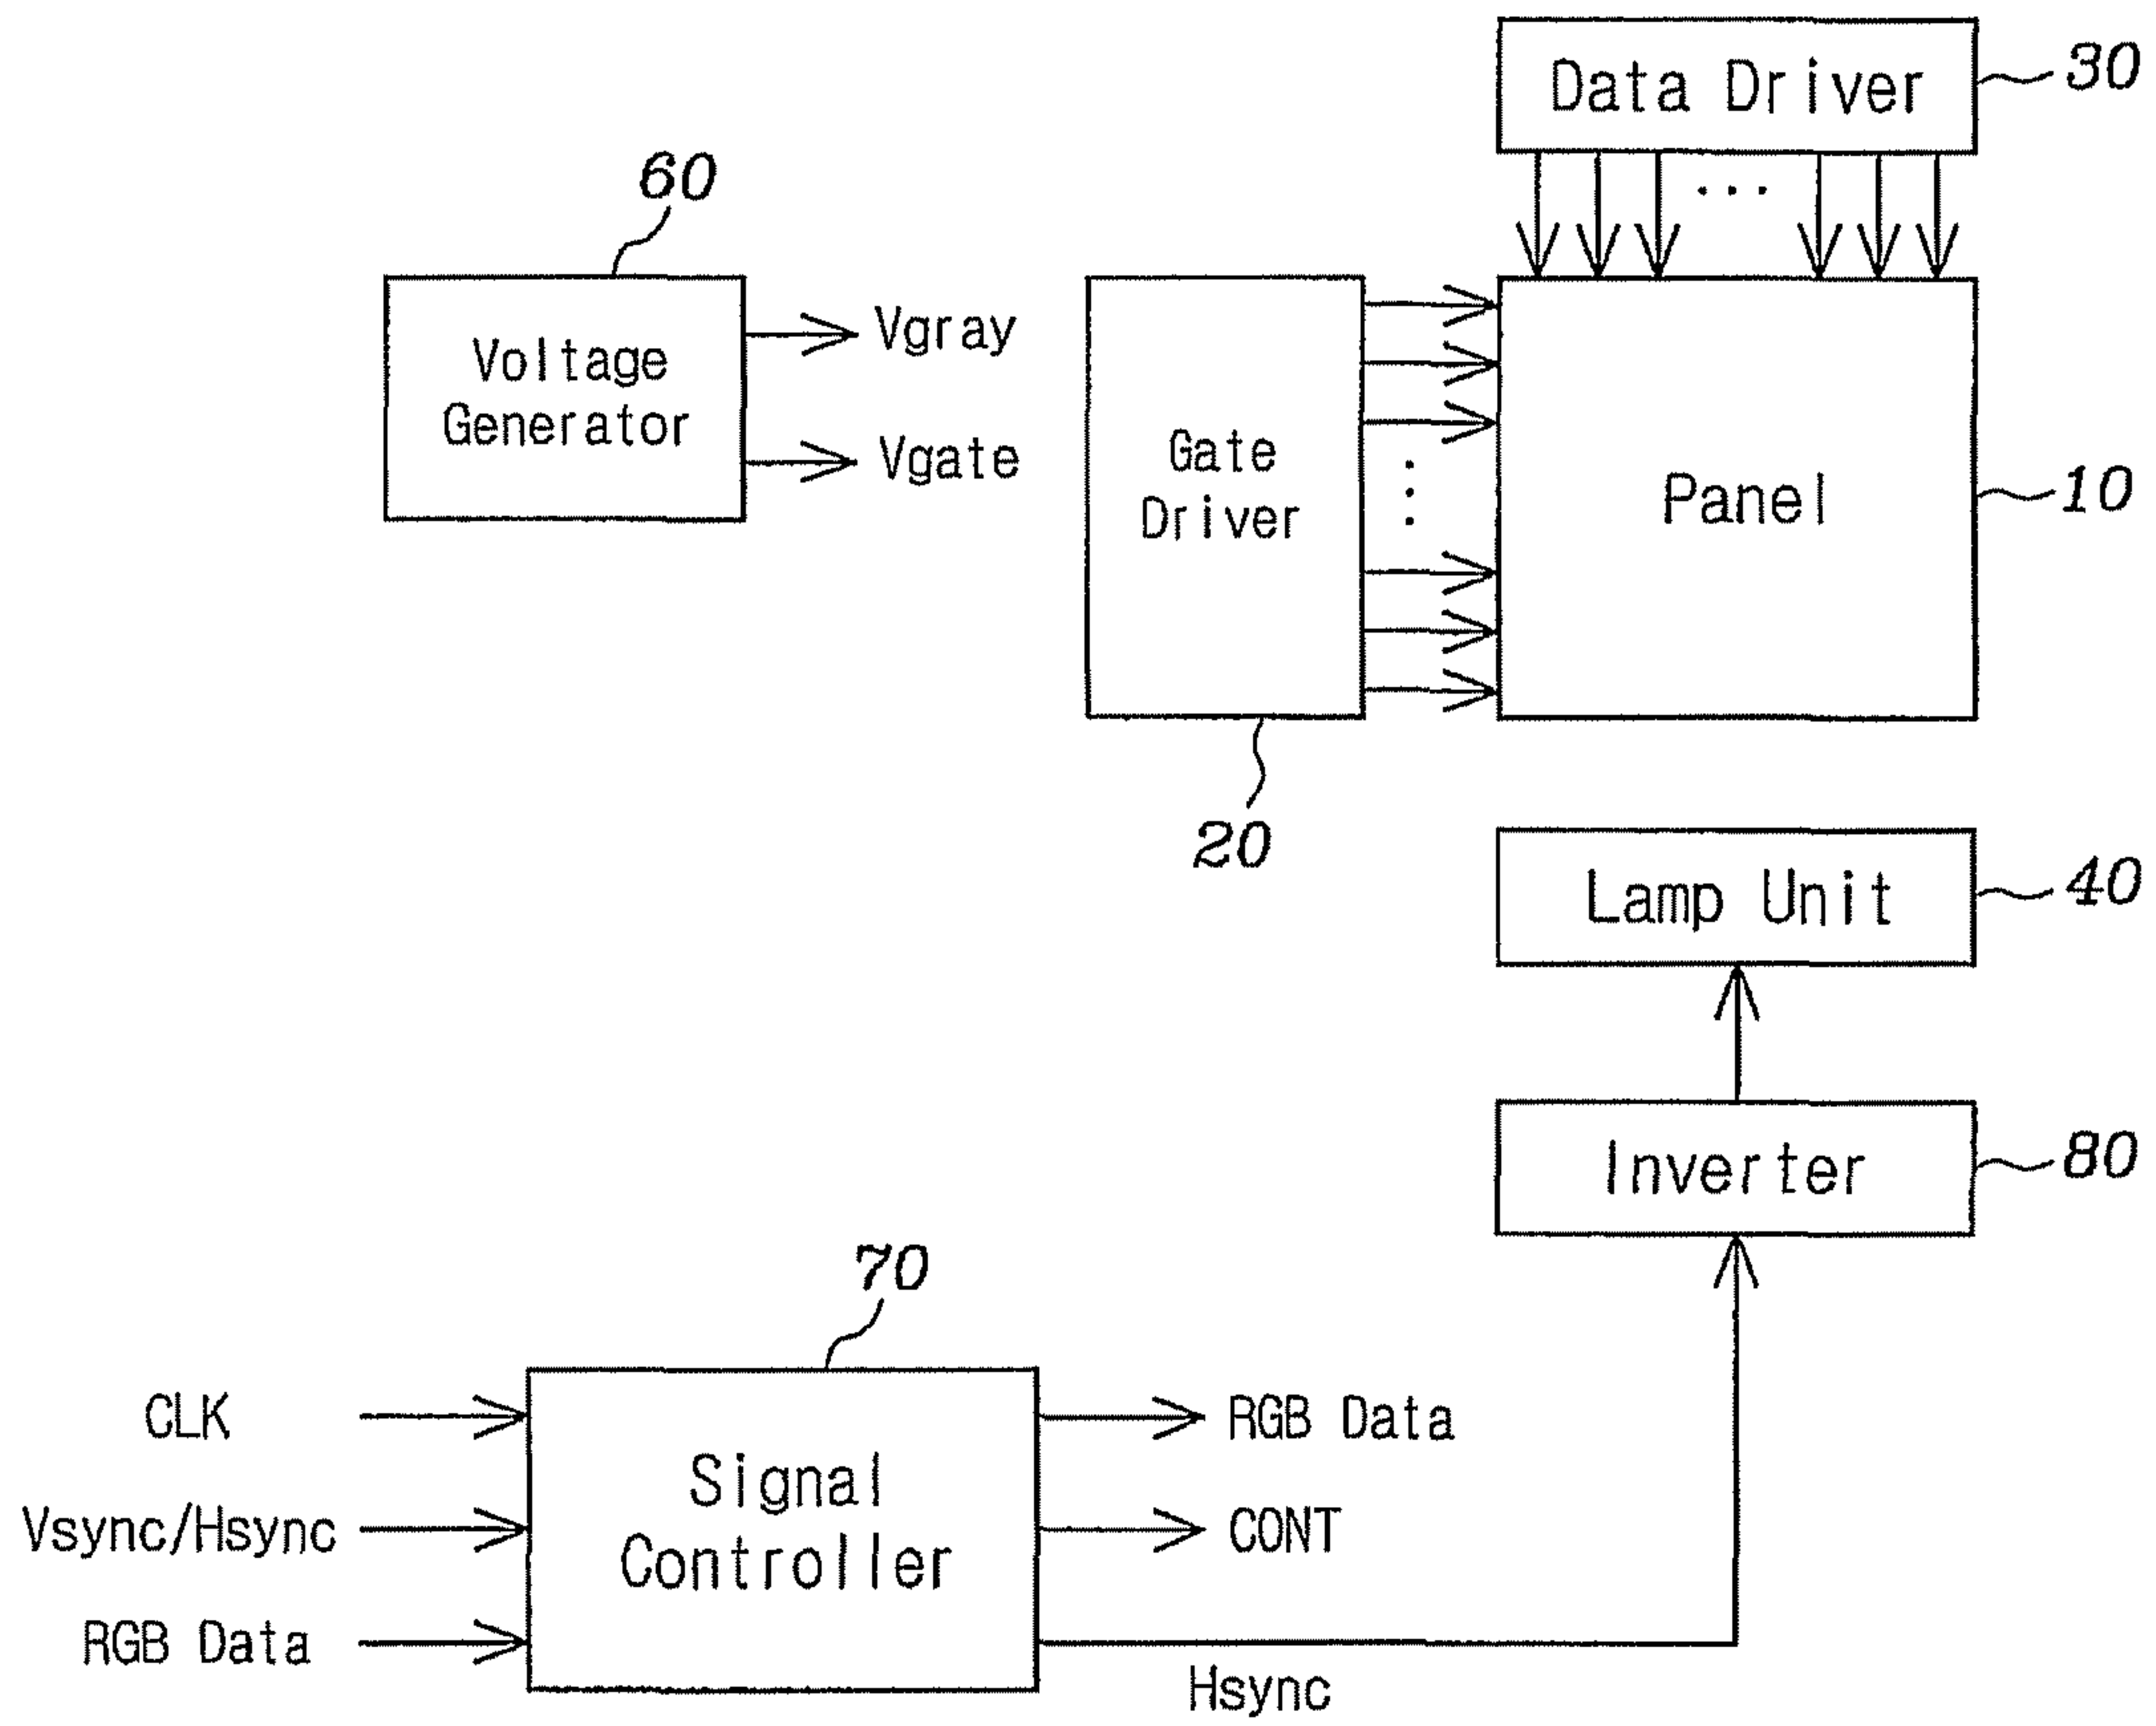 Data Driver
30
60
Voltage
Generator
Vgray
Vgate
Gate
Driver
Panel
10
20
Lamp Unit
40
Inverter
80
70
CLK
Vsync/Hsync
RGB Data
Signal
Controller
RGB Data
CONT
Hsync